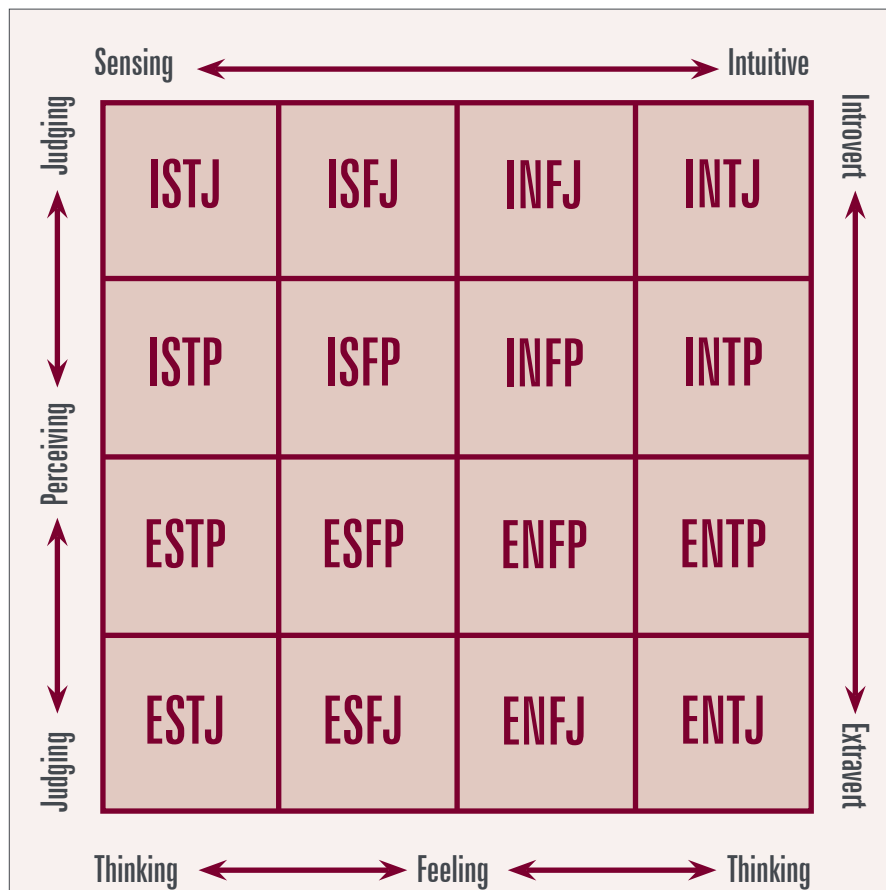 Sensing Intuitive
Judging
Introvert
ISTJ ISFJ INFJ INTJ
ISTP ISFP INFP INTP
Perceiving
ESTP ESFP ENFP ENTP
ESTJ ESFJ ENFJ ENTJ
Judging
Extravert
Thinking Feeling Thinking